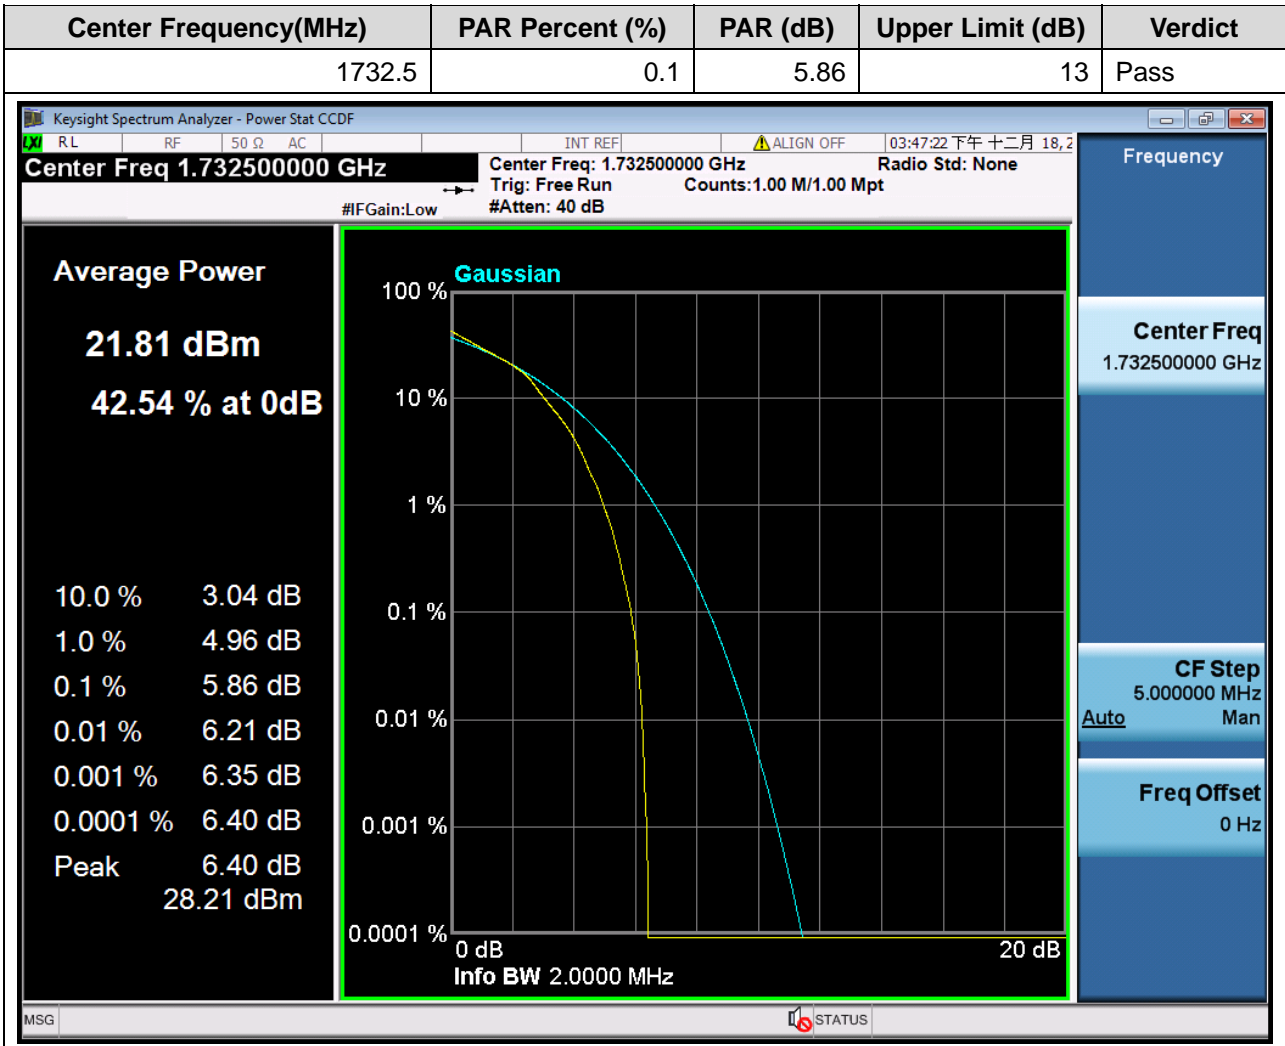 Center Frequency(MHz) PAR Percent (%) PAR (dB) Upper Limit (dB) Verdict
1732.5 0.1 5.86 13 Pass
Keysight Spectrum Analyzer - Power Stat CCDF
LXI RL RF 50 Ω AC INT REF ALIGN OFF 03:47:22 下午 十二月 18, 2
Center Freq 1.732500000 GHz
Center Freq: 1.732500000 GHz Radio Std: None
Trig: Free Run Counts:1.00 M/1.00 Mpt
#IFGain:Low #Atten: 40 dB
Average Power
21.81 dBm
42.54 % at 0dB
10.0 % 3.04 dB
1.0 % 4.96 dB
0.1 % 5.86 dB
0.01 % 6.21 dB
0.001 % 6.35 dB
0.0001 % 6.40 dB
Peak 6.40 dB
28.21 dBm
Gaussian
100 %
10 %
1 %
0.1 %
0.01 %
0.001 %
0.0001 %
0 dB 20 dB
Info BW 2.0000 MHz
Frequency
Center Freq
1.732500000 GHz
CF Step
5.000000 MHz
Auto Man
Freq Offset
0 Hz
MSG STATUS